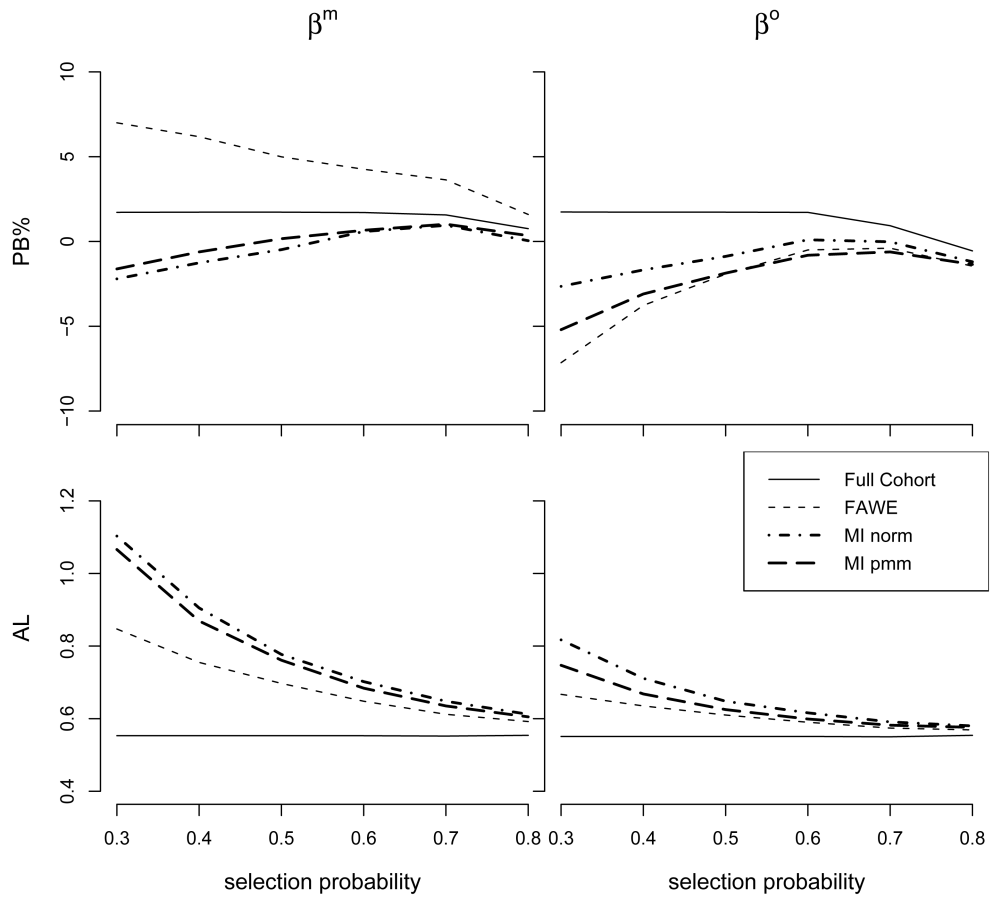 βᵐ βᵒ
10
5
0
−5
−10
PB%
Full Cohort
FAWE
MI norm
MI pmm
1.2
1.0
0.8
0.6
0.4
AL
0.3 0.4 0.5 0.6 0.7 0.8 0.3 0.4 0.5 0.6 0.7 0.8
selection probability selection probability